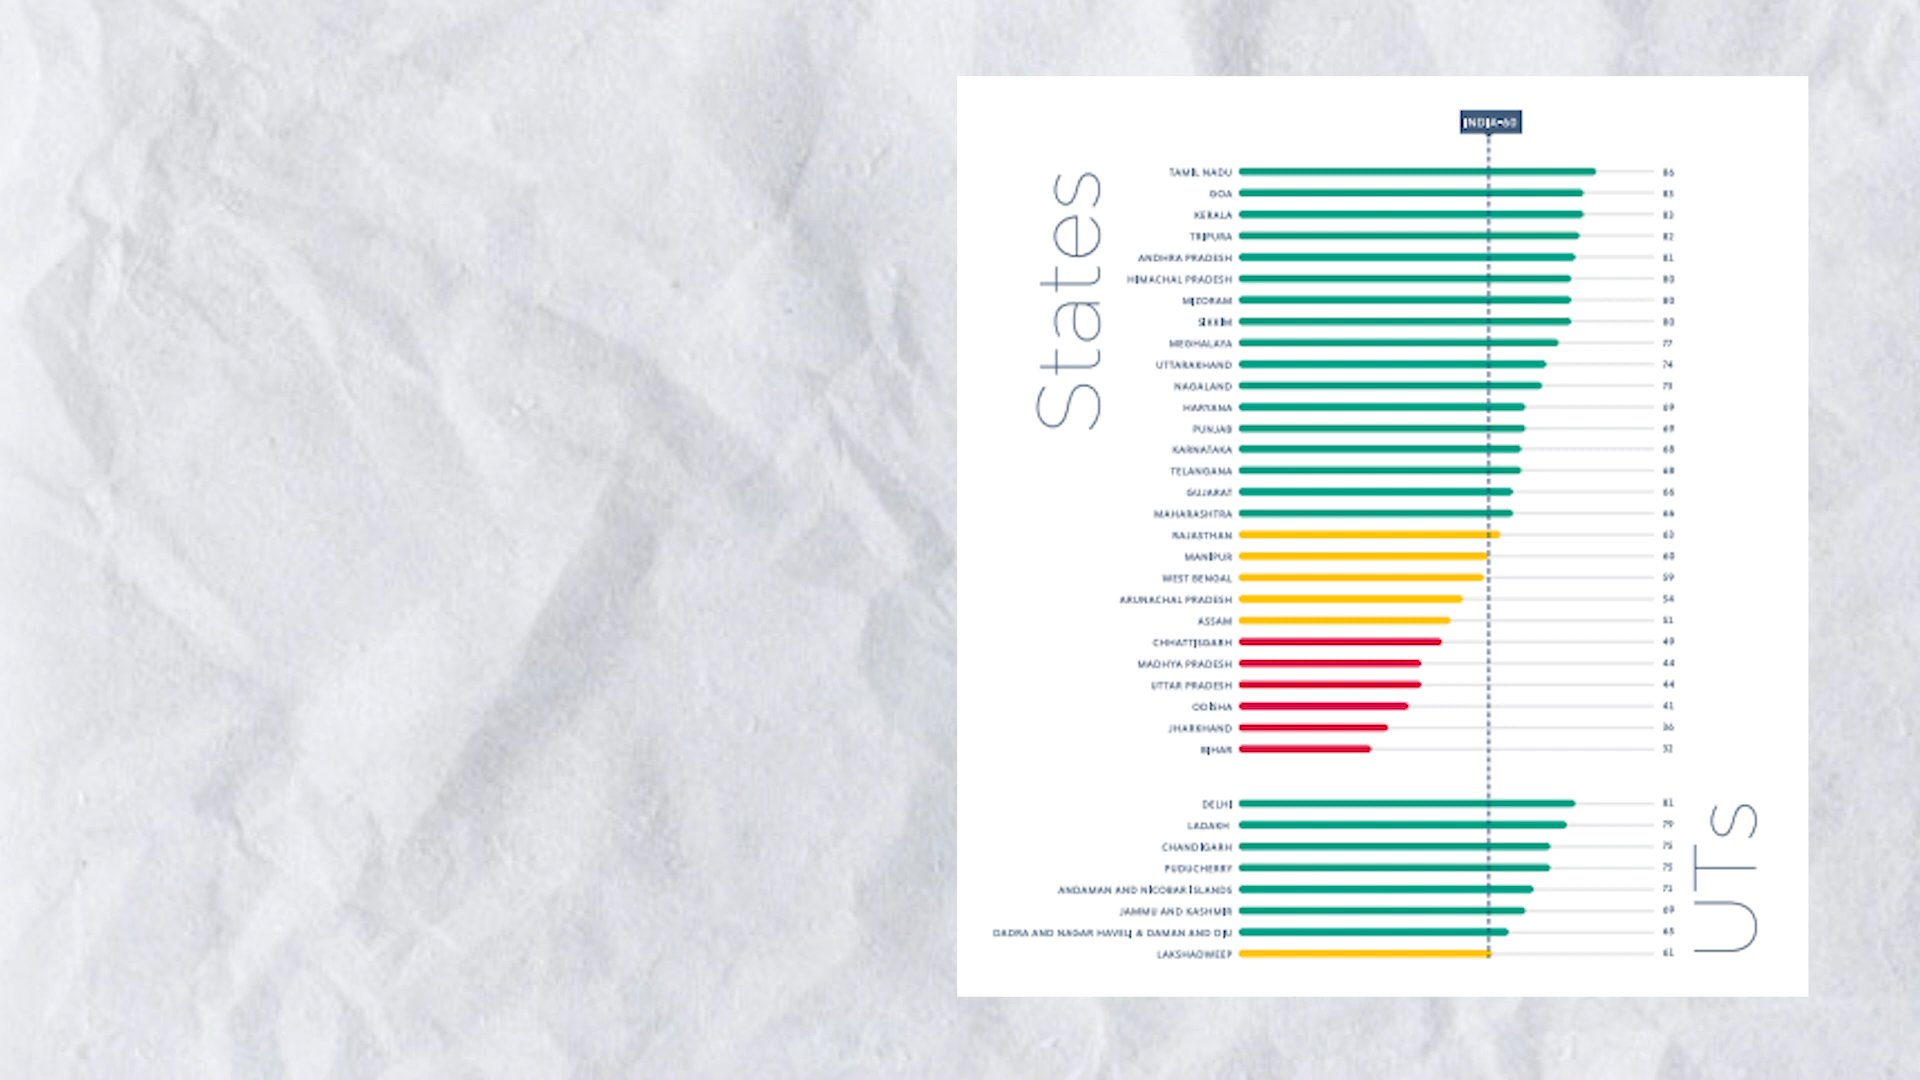 INDIA-60
States
TAMIL NADU 86
GOA 83
KERALA 83
TRIPURA 82
ANDHRA PRADESH 81
HIMACHAL PRADESH 80
MIZORAM 80
SIKKIM 80
MEGHALAYA 77
UTTARAKHAND 74
NAGALAND 73
HARYANA 69
PUNJAB 69
KARNATAKA 68
TELANGANA 68
GUJARAT 66
MAHARASHTRA 66
RAJASTHAN 63
MANIPUR 60
WEST BENGAL 59
ARUNACHAL PRADESH 54
ASSAM 51
CHHATTISGARH 49
MADHYA PRADESH 44
UTTAR PRADESH 44
ODISHA 41
JHARKHAND 36
BIHAR 32
UTs
DELHI 81
LADAKH 79
CHANDIGARH 75
PUDUCHERRY 75
ANDAMAN AND NICOBAR ISLANDS 71
JAMMU AND KASHMIR 69
DADRA AND NAGAR HAVELI & DAMAN AND DIU 65
LAKSHADWEEP 61